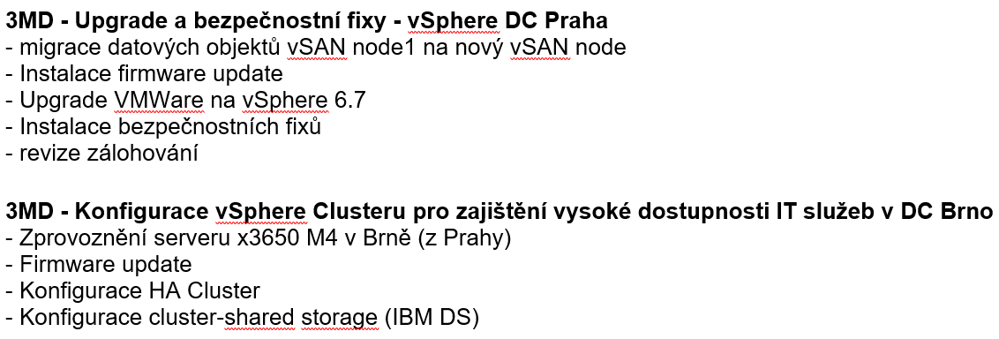 3MD - Upgrade a bezpečnostní fixy - vSphere DC Praha
- migrace datových objektů vSAN node1 na nový vSAN node
- Instalace firmware update
- Upgrade VMWare na vSphere 6.7
- Instalace bezpečnostních fixů
- revize zálohování
3MD - Konfigurace vSphere Clusteru pro zajištění vysoké dostupnosti IT služeb v DC Brno
- Zprovoznění serveru x3650 M4 v Brně (z Prahy)
- Firmware update
- Konfigurace HA Cluster
- Konfigurace cluster-shared storage (IBM DS)